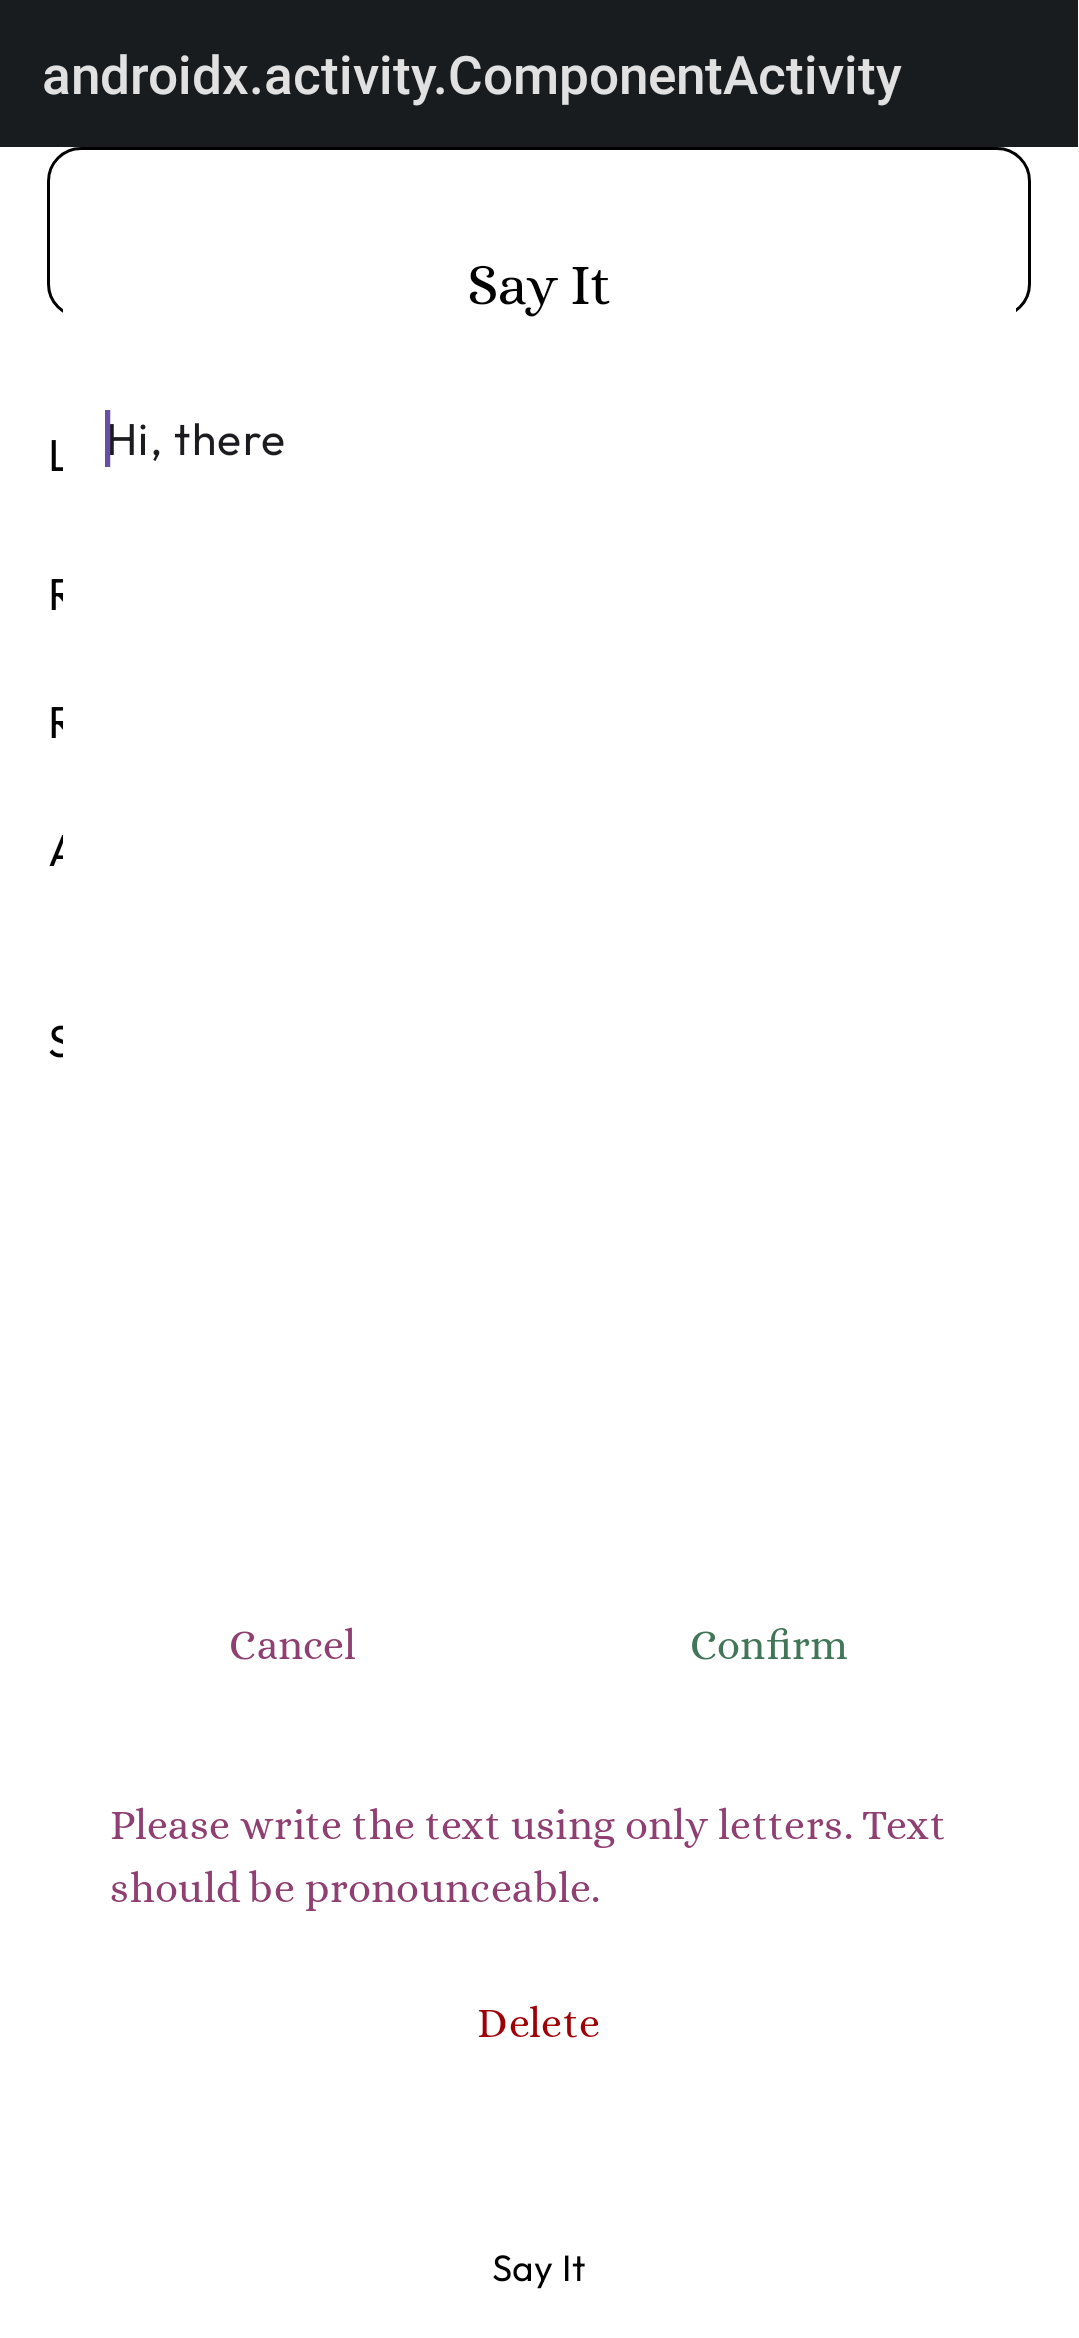 androidx.activity.ComponentActivity
Say It
Hi, there
L
R
R
A
S
Cancel Confirm
Please write the text using only letters. Text
should be pronounceable.
Delete
Say It